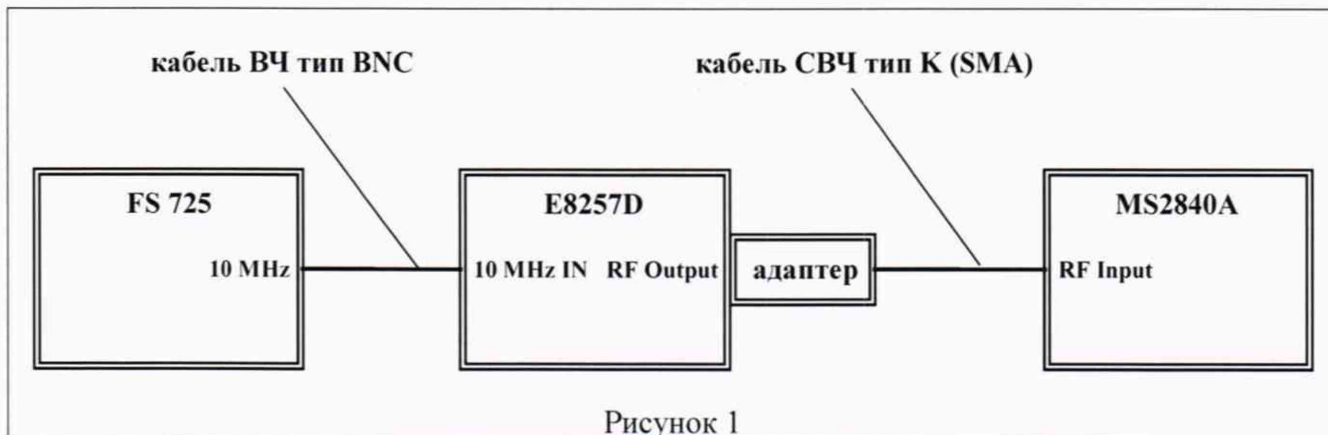 кабель ВЧ тип BNC
кабель СВЧ тип K (SMA)
FS 725
E8257D
MS2840A
10 MHz
10 MHz IN
RF Output
адаптер
RF Input
Рисунок 1